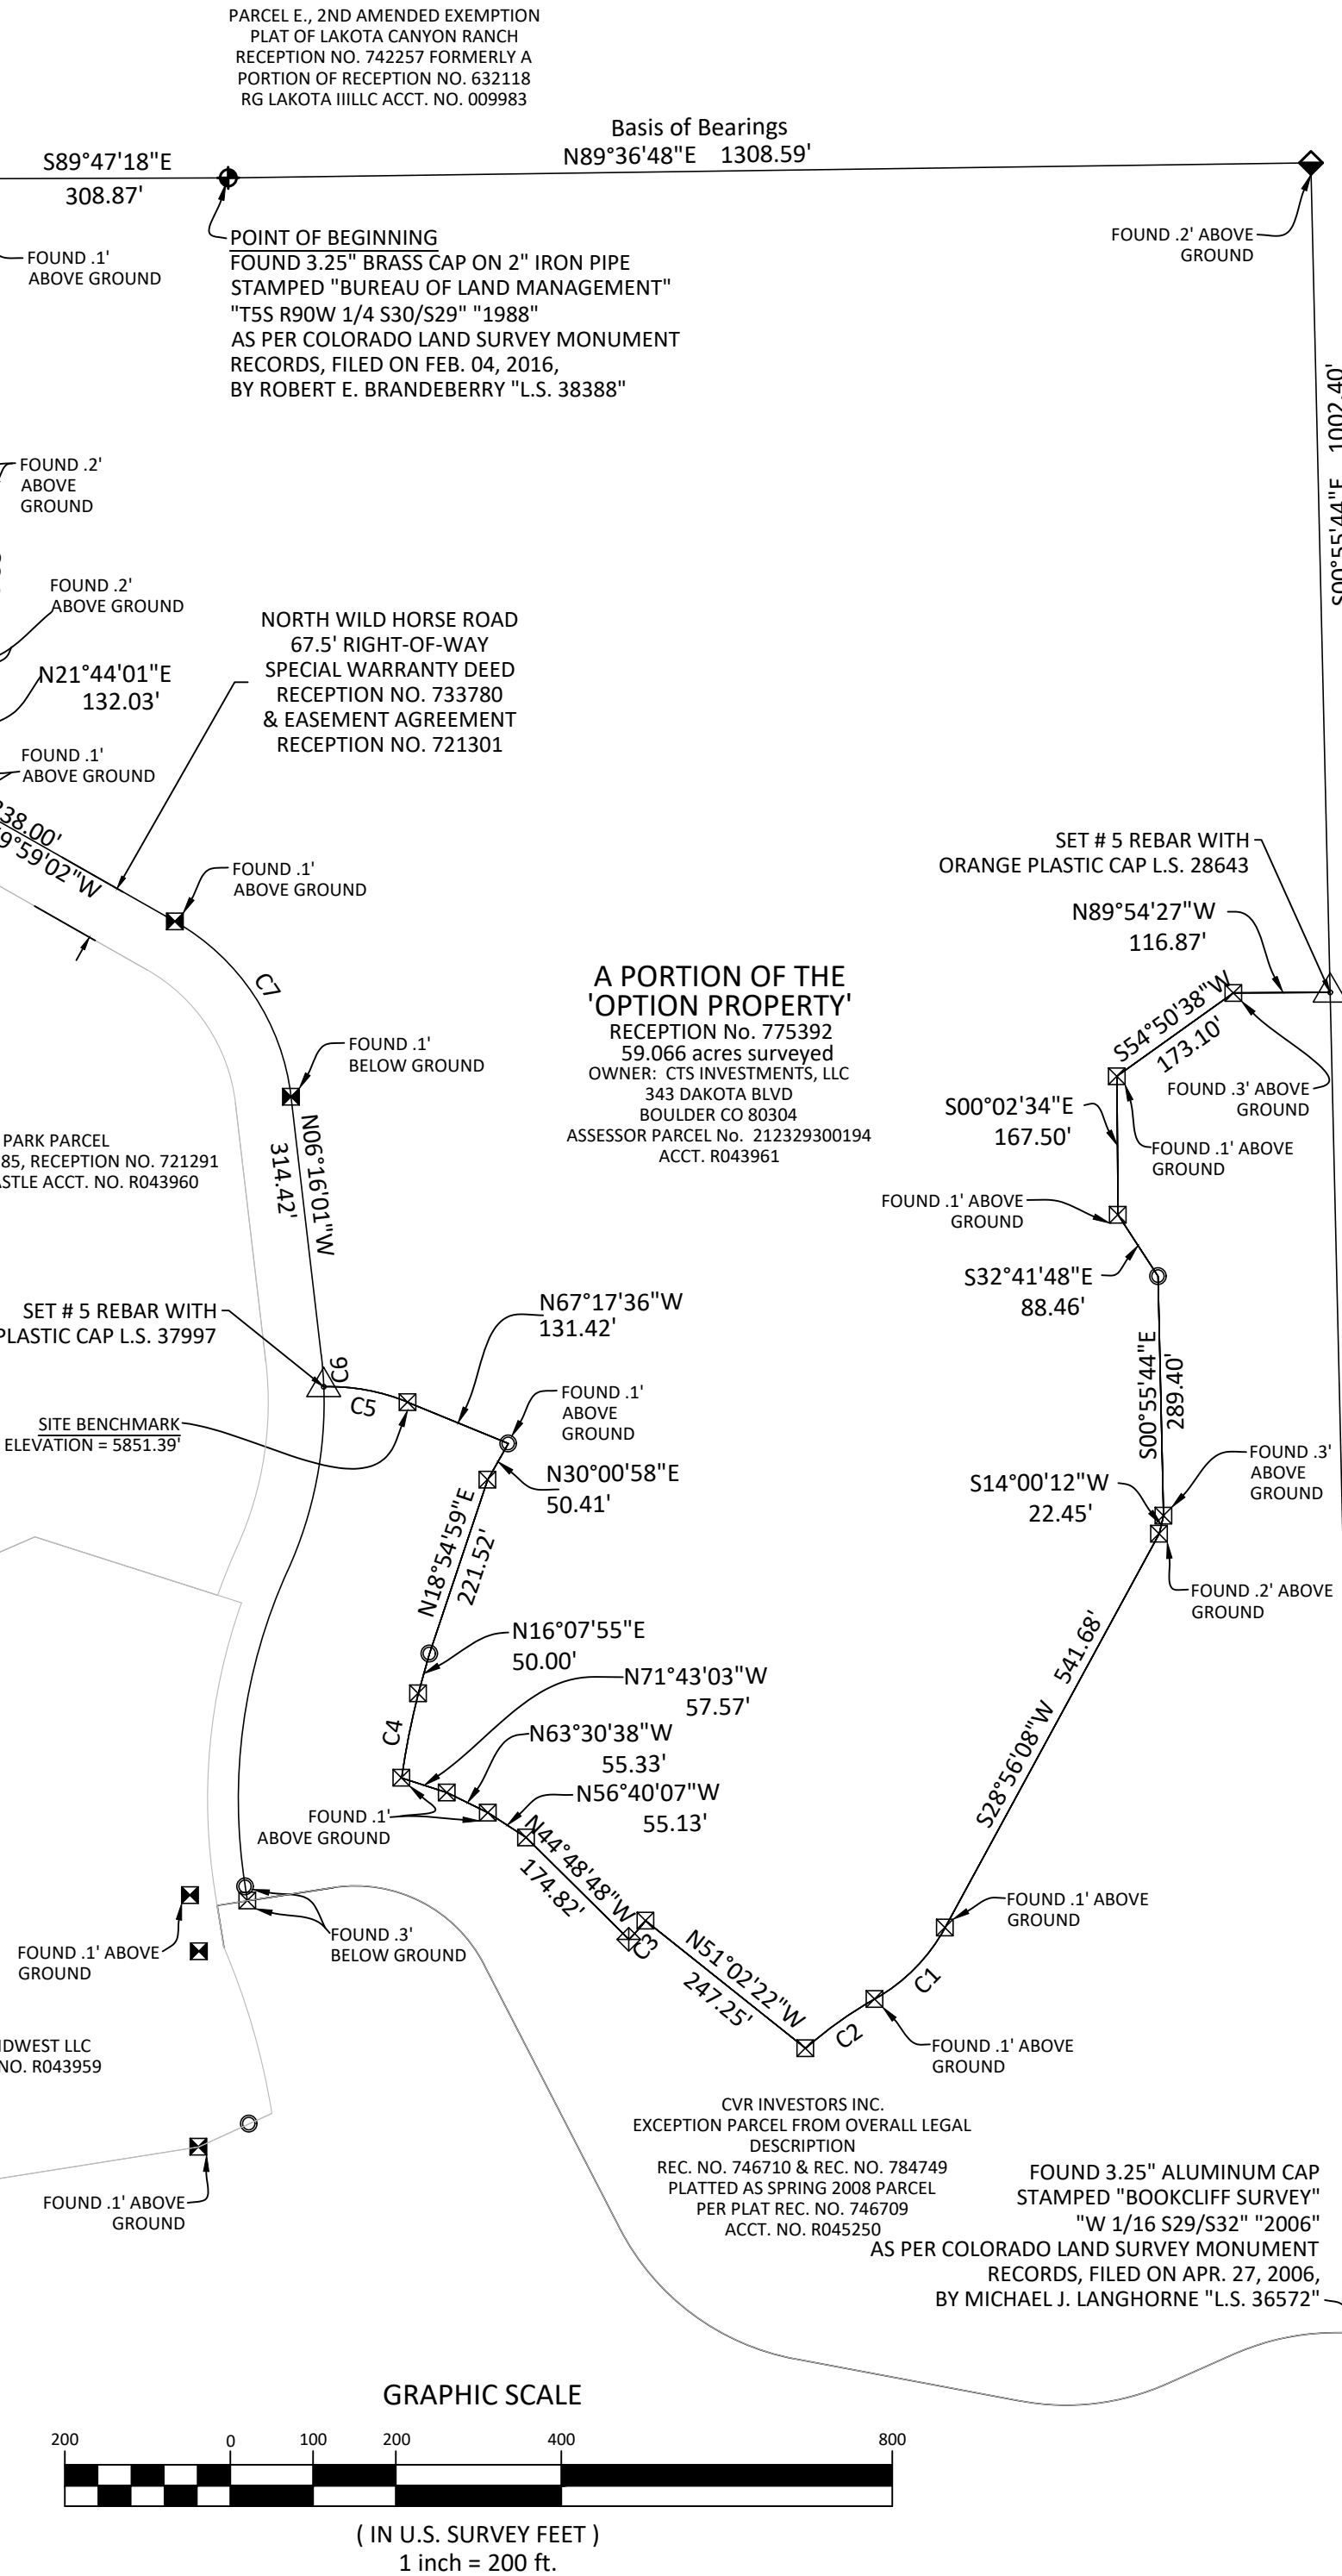 PARCEL E., 2ND AMENDED EXEMPTION
PLAT OF LAKOTA CANYON RANCH
RECEPTION NO. 742257 FORMERLY A
PORTION OF RECEPTION NO. 632118
RG LAKOTA IIILLC ACCT. NO. 009983
Basis of Bearings
N89°36'48"E 1308.59'
S89°47'18"E
308.87'
FOUND .2' ABOVE
GROUND
FOUND .1'
ABOVE GROUND
POINT OF BEGINNING
FOUND 3.25" BRASS CAP ON 2" IRON PIPE
STAMPED "BUREAU OF LAND MANAGEMENT"
"T5S R90W 1/4 S30/S29" "1988"
AS PER COLORADO LAND SURVEY MONUMENT
RECORDS, FILED ON FEB. 04, 2016,
BY ROBERT E. BRANDEBERRY "L.S. 38388"
S00°55'44"E 1002.40'
FOUND .2'
ABOVE
GROUND
FOUND .2'
ABOVE GROUND
N21°44'01"E
132.03'
FOUND .1'
ABOVE GROUND
NORTH WILD HORSE ROAD
67.5' RIGHT-OF-WAY
SPECIAL WARRANTY DEED
RECEPTION NO. 733780
& EASEMENT AGREEMENT
RECEPTION NO. 721301
38.00'
9°59'02"W
FOUND .1'
ABOVE GROUND
C7
SET # 5 REBAR WITH
ORANGE PLASTIC CAP L.S. 28643
N89°54'27"W
116.87'
S54°50'38"W
173.10'
FOUND .3' ABOVE
GROUND
A PORTION OF THE
'OPTION PROPERTY'
RECEPTION No. 775392
59.066 acres surveyed
OWNER: CTS INVESTMENTS, LLC
343 DAKOTA BLVD
BOULDER CO 80304
ASSESSOR PARCEL No. 212329300194
ACCT. R043961
FOUND .1'
BELOW GROUND
S00°02'34"E
167.50'
FOUND .1' ABOVE
GROUND
PARK PARCEL
85, RECEPTION NO. 721291
STLE ACCT. NO. R043960
N06°16'01"W
314.42'
FOUND .1' ABOVE
GROUND
S32°41'48"E
88.46'
SET # 5 REBAR WITH
PLASTIC CAP L.S. 37997
N67°17'36"W
131.42'
C6
C5
S00°55'44"E
289.40'
SITE BENCHMARK
ELEVATION = 5851.39'
FOUND .1'
ABOVE
GROUND
N30°00'58"E
50.41'
FOUND .3'
ABOVE
GROUND
S14°00'12"W
22.45'
N18°54'59"E
221.52'
FOUND .2' ABOVE
GROUND
N16°07'55"E
50.00'
N71°43'03"W
57.57'
C4
N63°30'38"W
55.33'
N56°40'07"W
55.13'
S28°56'08"W 541.68'
FOUND .1'
ABOVE GROUND
N44°48'48"W
174.82'
FOUND .1' ABOVE
GROUND
C3
FOUND .3'
BELOW GROUND
FOUND .1' ABOVE
GROUND
N51°02'22"W
247.25'
C1
C2
FOUND .1' ABOVE
GROUND
DWEST LLC
NO. R043959
CVR INVESTORS INC.
EXCEPTION PARCEL FROM OVERALL LEGAL
DESCRIPTION
REC. NO. 746710 & REC. NO. 784749
PLATTED AS SPRING 2008 PARCEL
PER PLAT REC. NO. 746709
ACCT. NO. R045250
FOUND .1' ABOVE
GROUND
FOUND 3.25" ALUMINUM CAP
STAMPED "BOOKCLIFF SURVEY"
"W 1/16 S29/S32" "2006"
AS PER COLORADO LAND SURVEY MONUMENT
RECORDS, FILED ON APR. 27, 2006,
BY MICHAEL J. LANGHORNE "L.S. 36572"
GRAPHIC SCALE
200 0 100 200 400 800
( IN U.S. SURVEY FEET )
1 inch = 200 ft.